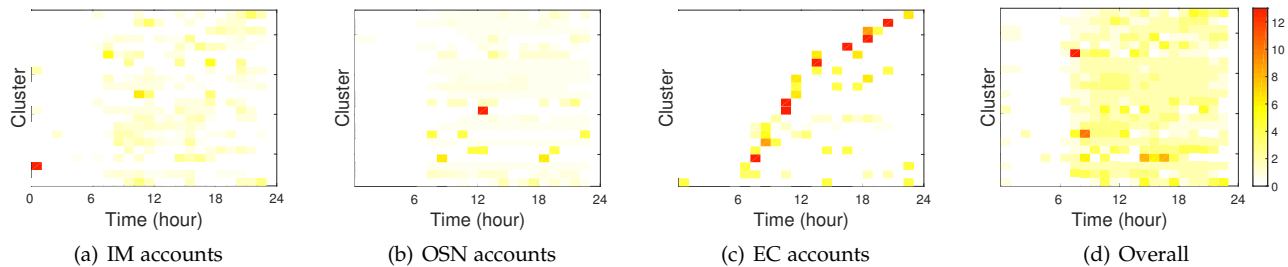 Cluster
0 6 12 18 24
Time (hour)
(a) IM accounts
Cluster
6 12 18 24
Time (hour)
(b) OSN accounts
Cluster
6 12 18 24
Time (hour)
(c) EC accounts
Cluster
6 12 18 24
Time (hour)
(d) Overall
12
10
8
6
4
2
0